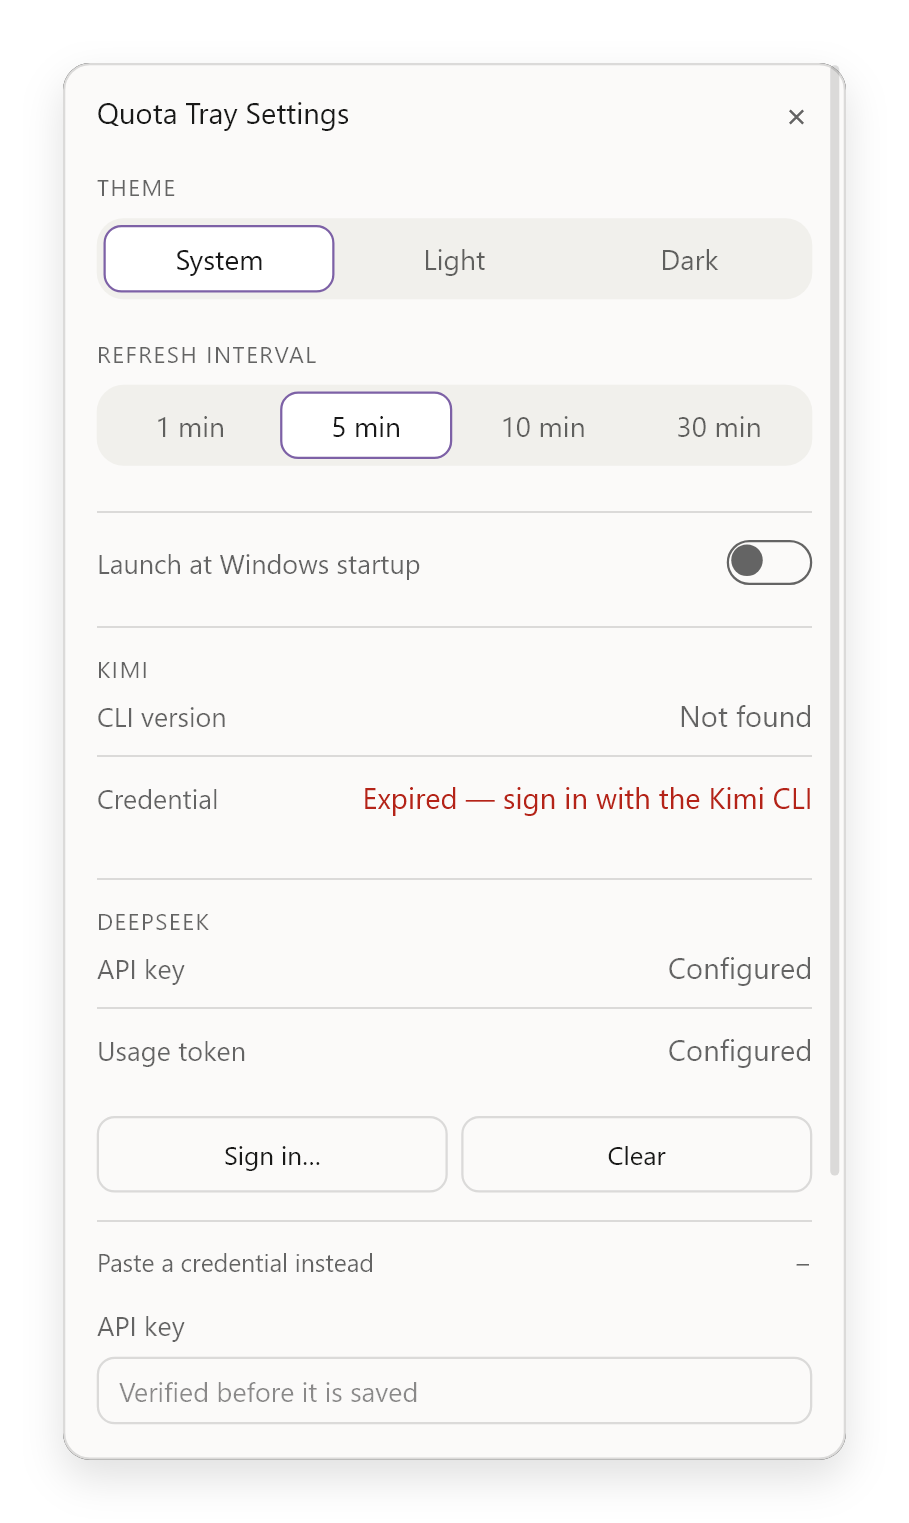 Quota Tray Settings
×
THEME
System Light Dark
REFRESH INTERVAL
1 min 5 min 10 min 30 min
Launch at Windows startup
KIMI
CLI version Not found
Credential Expired — sign in with the Kimi CLI
DEEPSEEK
API key Configured
Usage token Configured
Sign in... Clear
Paste a credential instead –
API key
Verified before it is saved